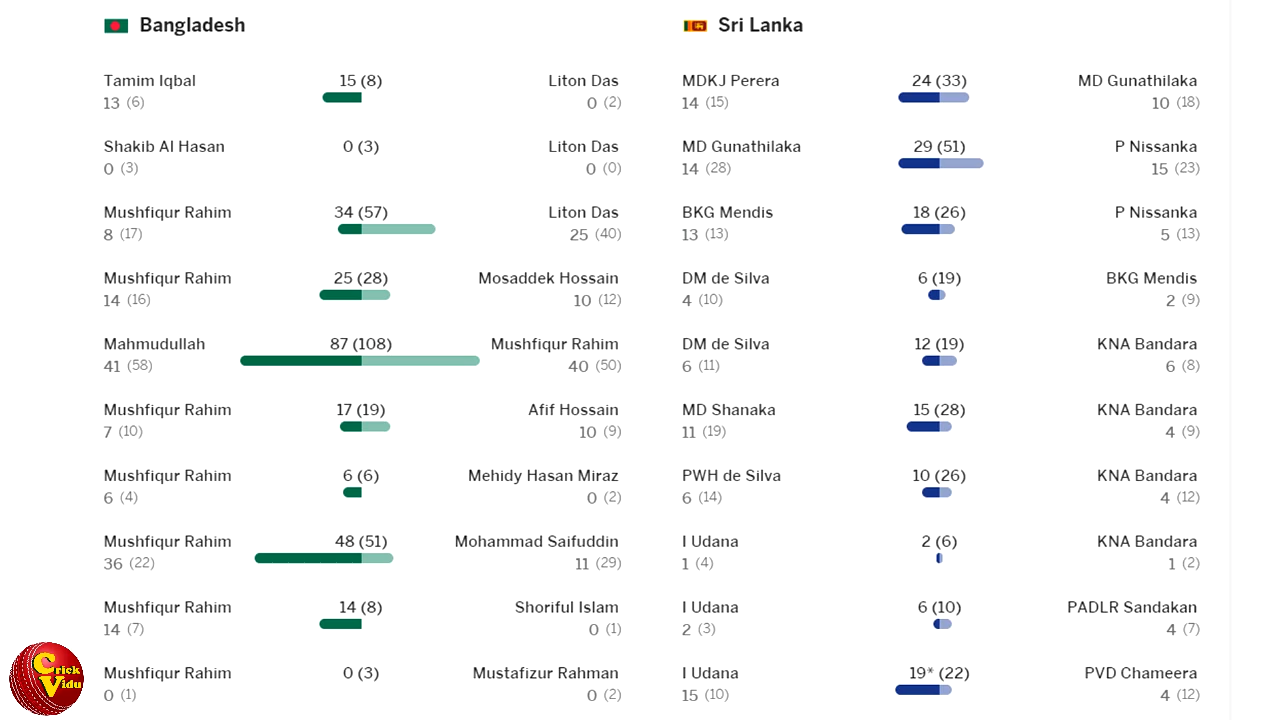 Bangladesh
Tamim Iqbal 15 (8) Liton Das
13 (6) 0 (2)
Shakib Al Hasan 0 (3) Liton Das
0 (3) 0 (0)
Mushfiqur Rahim 34 (57) Liton Das
8 (17) 25 (40)
Mushfiqur Rahim 25 (28) Mosaddek Hossain
14 (16) 10 (12)
Mahmudullah 87 (108) Mushfiqur Rahim
41 (58) 40 (50)
Mushfiqur Rahim 17 (19) Afif Hossain
7 (10) 10 (9)
Mushfiqur Rahim 6 (6) Mehidy Hasan Miraz
6 (4) 0 (2)
Mushfiqur Rahim 48 (51) Mohammad Saifuddin
36 (22) 11 (29)
Mushfiqur Rahim 14 (8) Shoriful Islam
14 (7) 0 (1)
Mushfiqur Rahim 0 (3) Mustafizur Rahman
0 (1) 0 (2)
Sri Lanka
MDKJ Perera 24 (33) MD Gunathilaka
14 (15) 10 (18)
MD Gunathilaka 29 (51) P Nissanka
14 (28) 15 (23)
BKG Mendis 18 (26) P Nissanka
13 (13) 5 (13)
DM de Silva 6 (19) BKG Mendis
4 (10) 2 (9)
DM de Silva 12 (19) KNA Bandara
6 (11) 6 (8)
MD Shanaka 15 (28) KNA Bandara
11 (19) 4 (9)
PWH de Silva 10 (26) KNA Bandara
6 (14) 4 (12)
I Udana 2 (6) KNA Bandara
1 (4) 1 (2)
I Udana 6 (10) PADLR Sandakan
2 (3) 4 (7)
I Udana 19* (22) PVD Chameera
15 (10) 4 (12)
Crick
Vidu